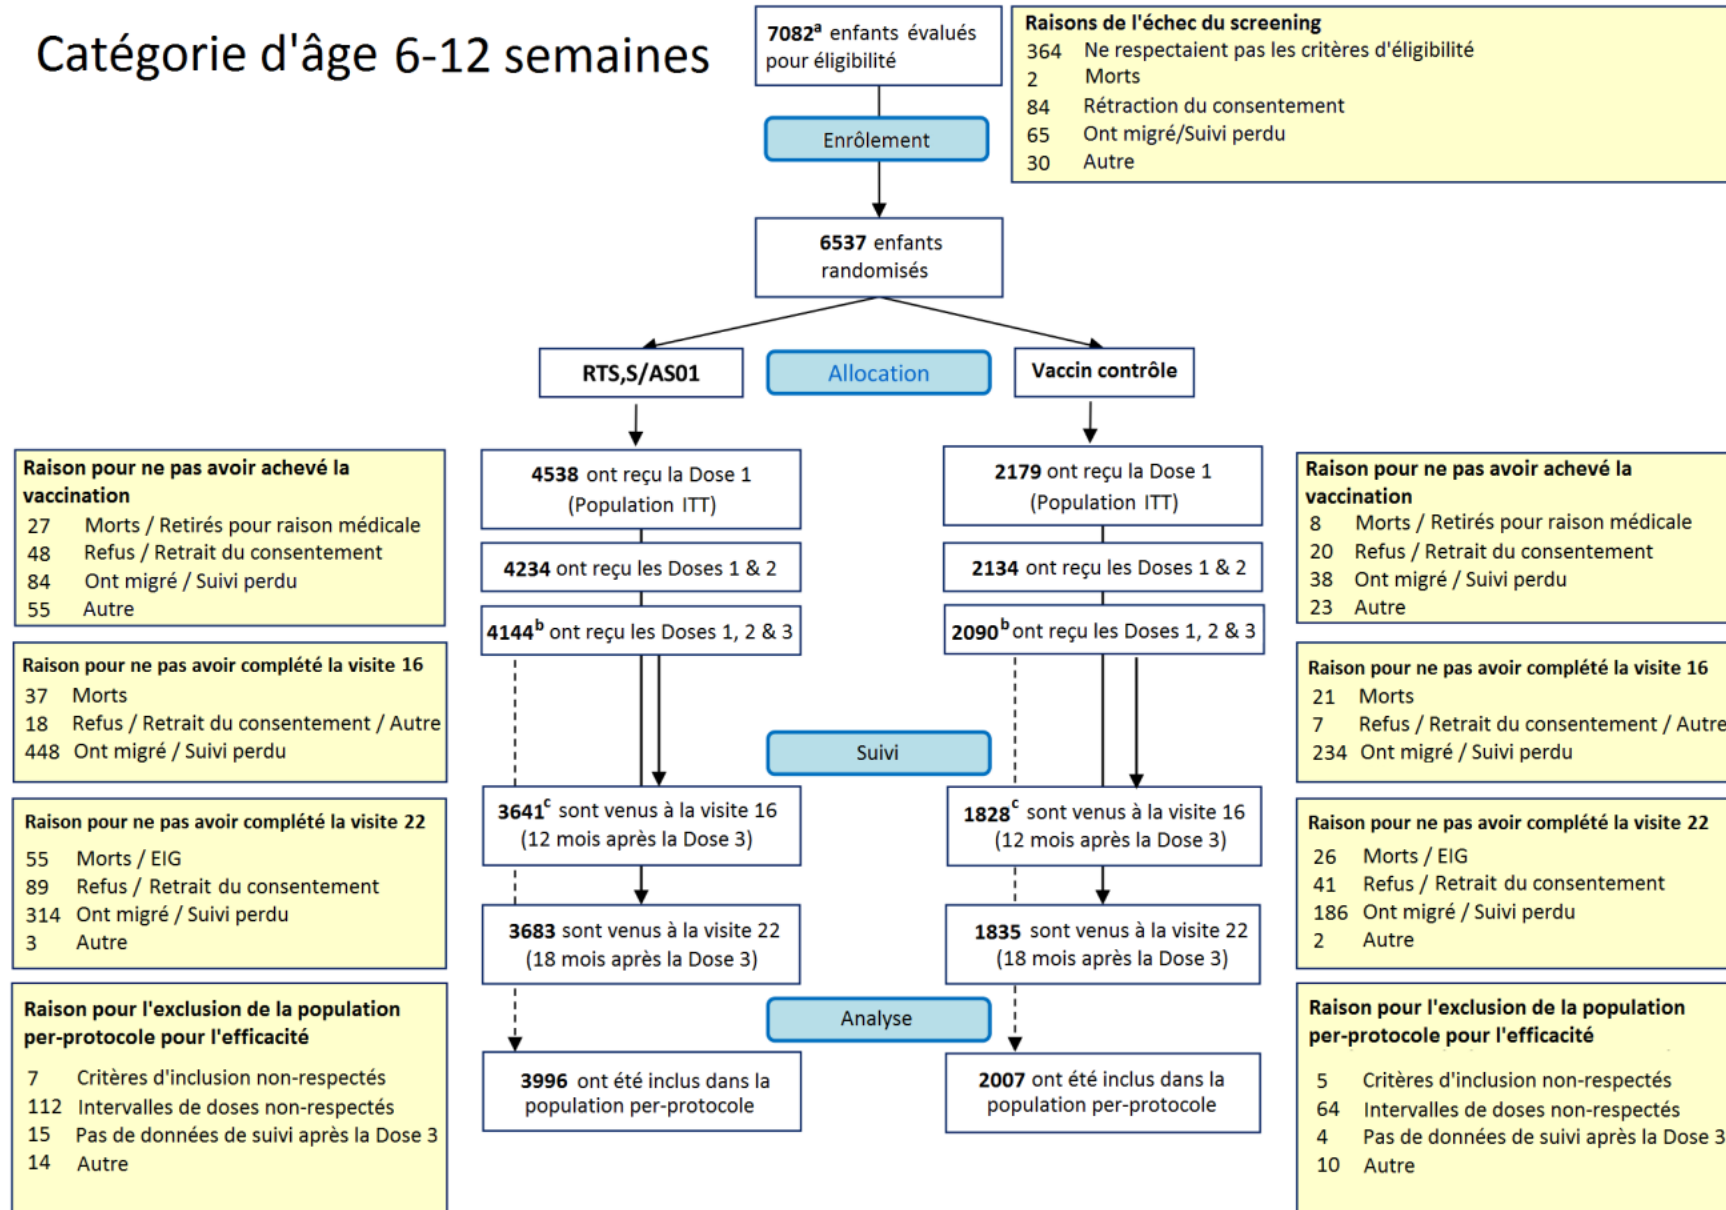 Catégorie d'âge 6-12 semaines
7082ᵃ enfants évalués
pour éligibilité
Raisons de l'échec du screening
364 Ne respectaient pas les critères d'éligibilité
2 Morts
84 Rétraction du consentement
65 Ont migré/Suivi perdu
30 Autre
Enrôlement
6537 enfants
randomisés
RTS,S/AS01
Allocation
Vaccin contrôle
Raison pour ne pas avoir achevé la
vaccination
27 Morts / Retirés pour raison médicale
48 Refus / Retrait du consentement
84 Ont migré / Suivi perdu
55 Autre
4538 ont reçu la Dose 1
(Population ITT)
4234 ont reçu les Doses 1 & 2
4144ᵇ ont reçu les Doses 1, 2 & 3
2179 ont reçu la Dose 1
(Population ITT)
2134 ont reçu les Doses 1 & 2
2090ᵇ ont reçu les Doses 1, 2 & 3
Raison pour ne pas avoir achevé la
vaccination
8 Morts / Retirés pour raison médicale
20 Refus / Retrait du consentement
38 Ont migré / Suivi perdu
23 Autre
Raison pour ne pas avoir complété la visite 16
37 Morts
18 Refus / Retrait du consentement / Autre
448 Ont migré / Suivi perdu
Suivi
Raison pour ne pas avoir complété la visite 16
21 Morts
7 Refus / Retrait du consentement / Autre
234 Ont migré / Suivi perdu
3641ᶜ sont venus à la visite 16
(12 mois après la Dose 3)
1828ᶜ sont venus à la visite 16
(12 mois après la Dose 3)
Raison pour ne pas avoir complété la visite 22
55 Morts / EIG
89 Refus / Retrait du consentement
314 Ont migré / Suivi perdu
3 Autre
3683 sont venus à la visite 22
(18 mois après la Dose 3)
1835 sont venus à la visite 22
(18 mois après la Dose 3)
Raison pour ne pas avoir complété la visite 22
26 Morts / EIG
41 Refus / Retrait du consentement
186 Ont migré / Suivi perdu
2 Autre
Raison pour l'exclusion de la population
per-protocole pour l'efficacité
7 Critères d'inclusion non-respectés
112 Intervalles de doses non-respectés
15 Pas de données de suivi après la Dose 3
14 Autre
Analyse
3996 ont été inclus dans la
population per-protocole
2007 ont été inclus dans la
population per-protocole
Raison pour l'exclusion de la population
per-protocole pour l'efficacité
5 Critères d'inclusion non-respectés
64 Intervalles de doses non-respectés
4 Pas de données de suivi après la Dose 3
10 Autre